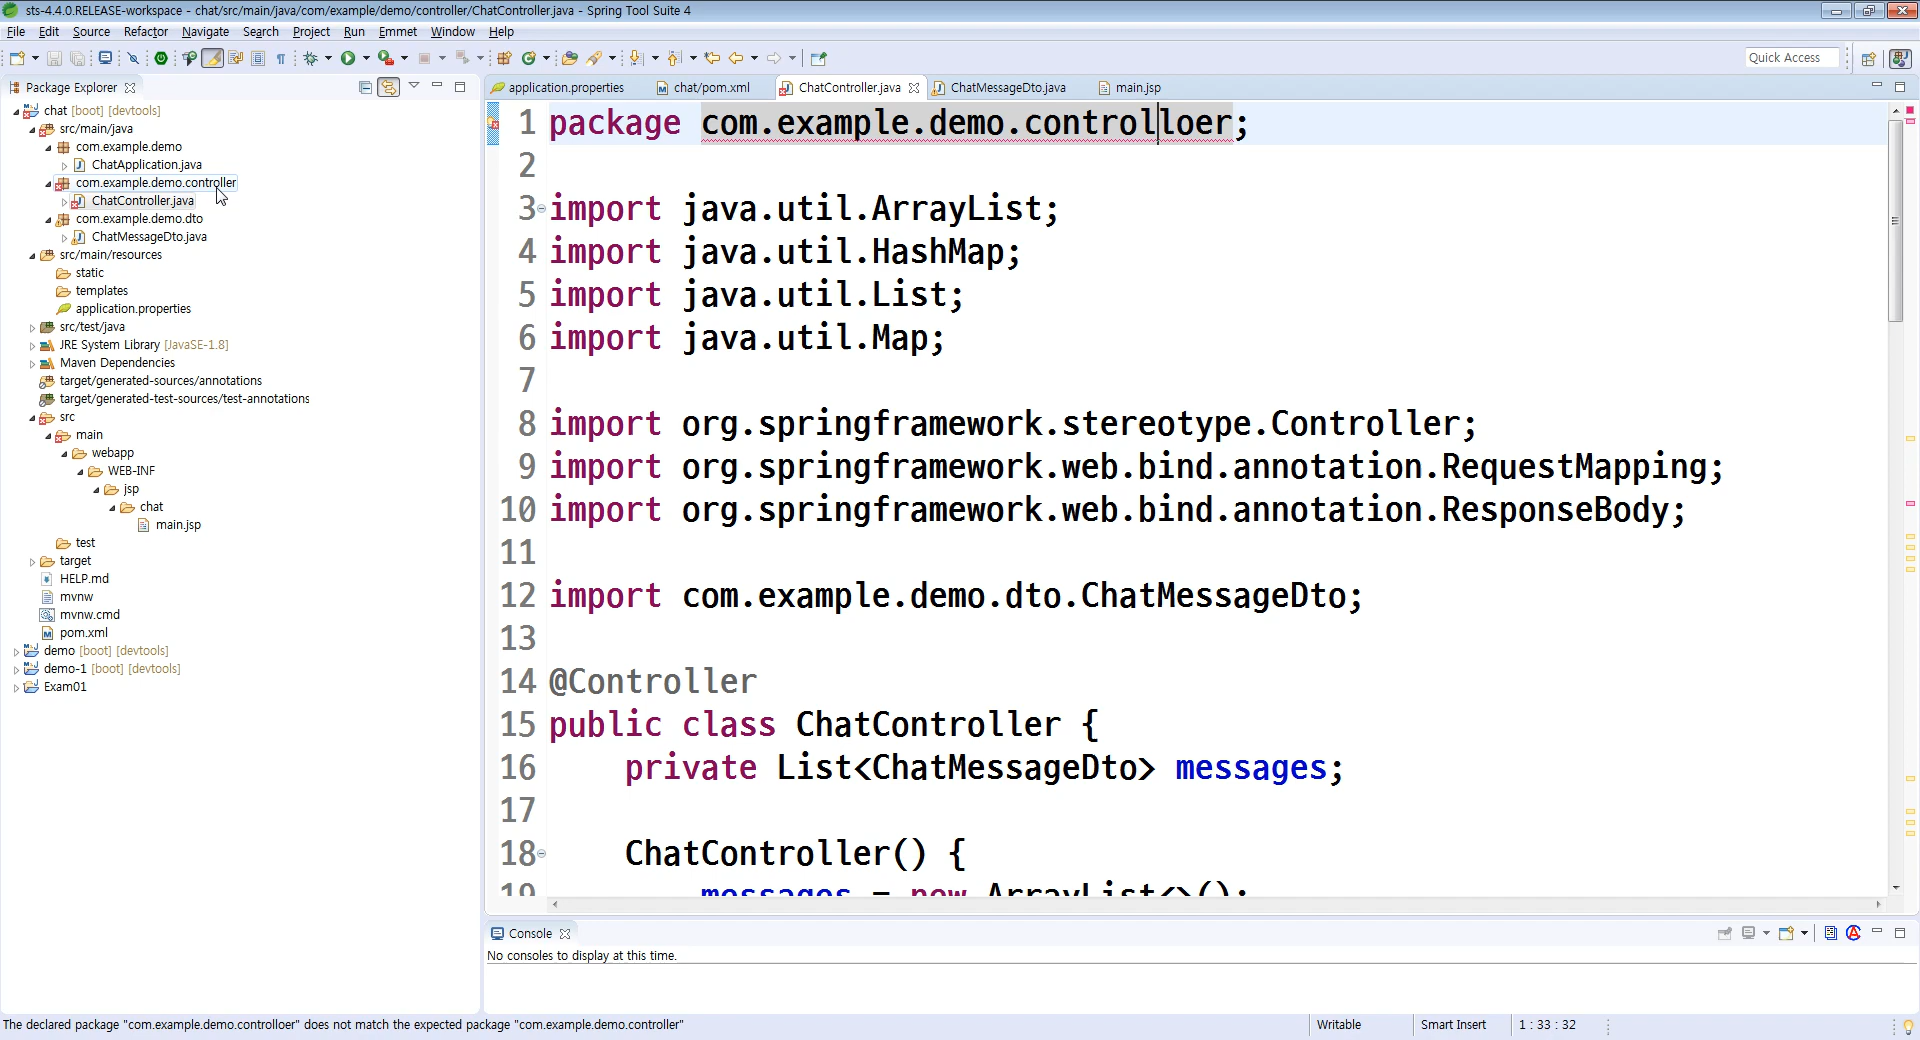 sts-4.4.0.RELEASE-workspace - chat/src/main/java/com/example/demo/controller/ChatController.java - Spring Tool Suite 4
File Edit Source Refactor Navigate Search Project Run Emmet Window Help
Quick Access
Package Explorer
application.properties chat/pom.xml ChatController.java ChatMessageDto.java main.jsp
chat [boot] [devtools]
src/main/java
com.example.demo
ChatApplication.java
com.example.demo.controller
ChatController.java
com.example.demo.dto
ChatMessageDto.java
src/main/resources
static
templates
application.properties
src/test/java
JRE System Library [JavaSE-1.8]
Maven Dependencies
target/generated-sources/annotations
target/generated-test-sources/test-annotations
src
main
webapp
WEB-INF
jsp
chat
main.jsp
test
target
HELP.md
mvnw
mvnw.cmd
pom.xml
demo [boot] [devtools]
demo-1 [boot] [devtools]
Exam01
1 package com.example.demo.controlloer;
2
3 import java.util.ArrayList;
4 import java.util.HashMap;
5 import java.util.List;
6 import java.util.Map;
7
8 import org.springframework.stereotype.Controller;
9 import org.springframework.web.bind.annotation.RequestMapping;
10 import org.springframework.web.bind.annotation.ResponseBody;
11
12 import com.example.demo.dto.ChatMessageDto;
13
14 @Controller
15 public class ChatController {
16 private List<ChatMessageDto> messages;
17
18 ChatController() {
19 messages = new ArrayList<>();
Console
No consoles to display at this time.
The declared package "com.example.demo.controlloer" does not match the expected package "com.example.demo.controller"
Writable Smart Insert 1 : 33 : 32